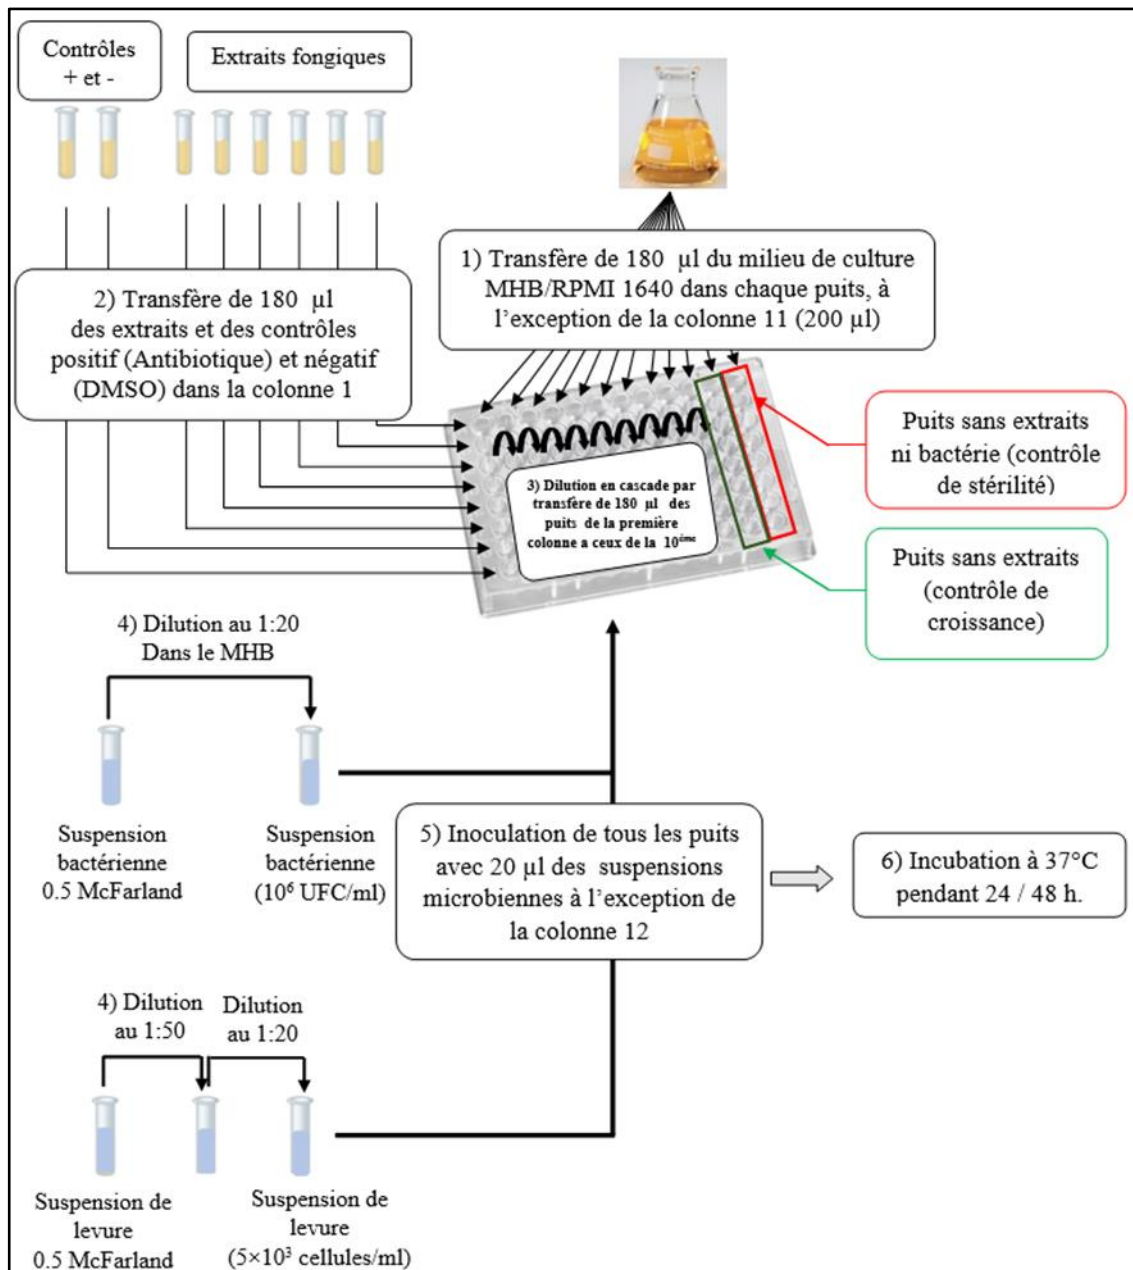 Contrôles
+ et -
Extraits fongiques
1) Transfère de 180 µl du milieu de culture
MHB/RPMI 1640 dans chaque puits, à
l’exception de la colonne 11 (200 µl)
2) Transfère de 180 µl
des extraits et des contrôles
positif (Antibiotique) et négatif
(DMSO) dans la colonne 1
3) Dilution en cascade par
transfère de 180 µl des
puits de la première
colonne a ceux de la 10éme
Puits sans extraits
ni bactérie (contrôle
de stérilité)
Puits sans extraits
(contrôle de
croissance)
4) Dilution au 1:20
Dans le MHB
Suspension
bactérienne
0.5 McFarland
Suspension
bactérienne
(10⁶ UFC/ml)
5) Inoculation de tous les puits
avec 20 µl des suspensions
microbiennes à l’exception de
la colonne 12
6) Incubation à 37°C
pendant 24 / 48 h.
4) Dilution
au 1:50
Dilution
au 1:20
Suspension de
levure
0.5 McFarland
Suspension de
levure
(5×10³ cellules/ml)